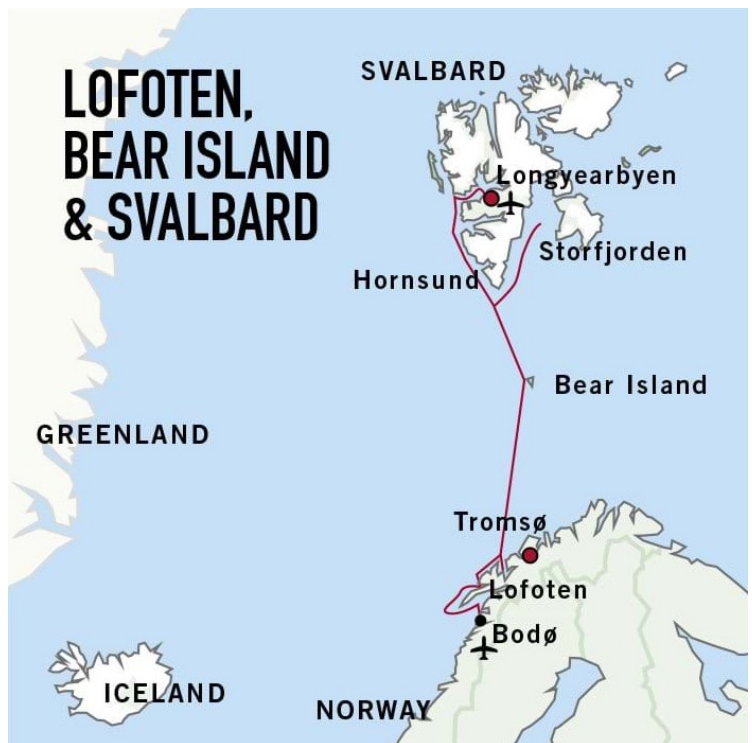 LOFOTEN,
BEAR ISLAND
& SVALBARD
SVALBARD
Longyearbyen
Storfjorden
Hornsund
Bear Island
GREENLAND
Tromsø
Lofoten
Bodø
ICELAND
NORWAY